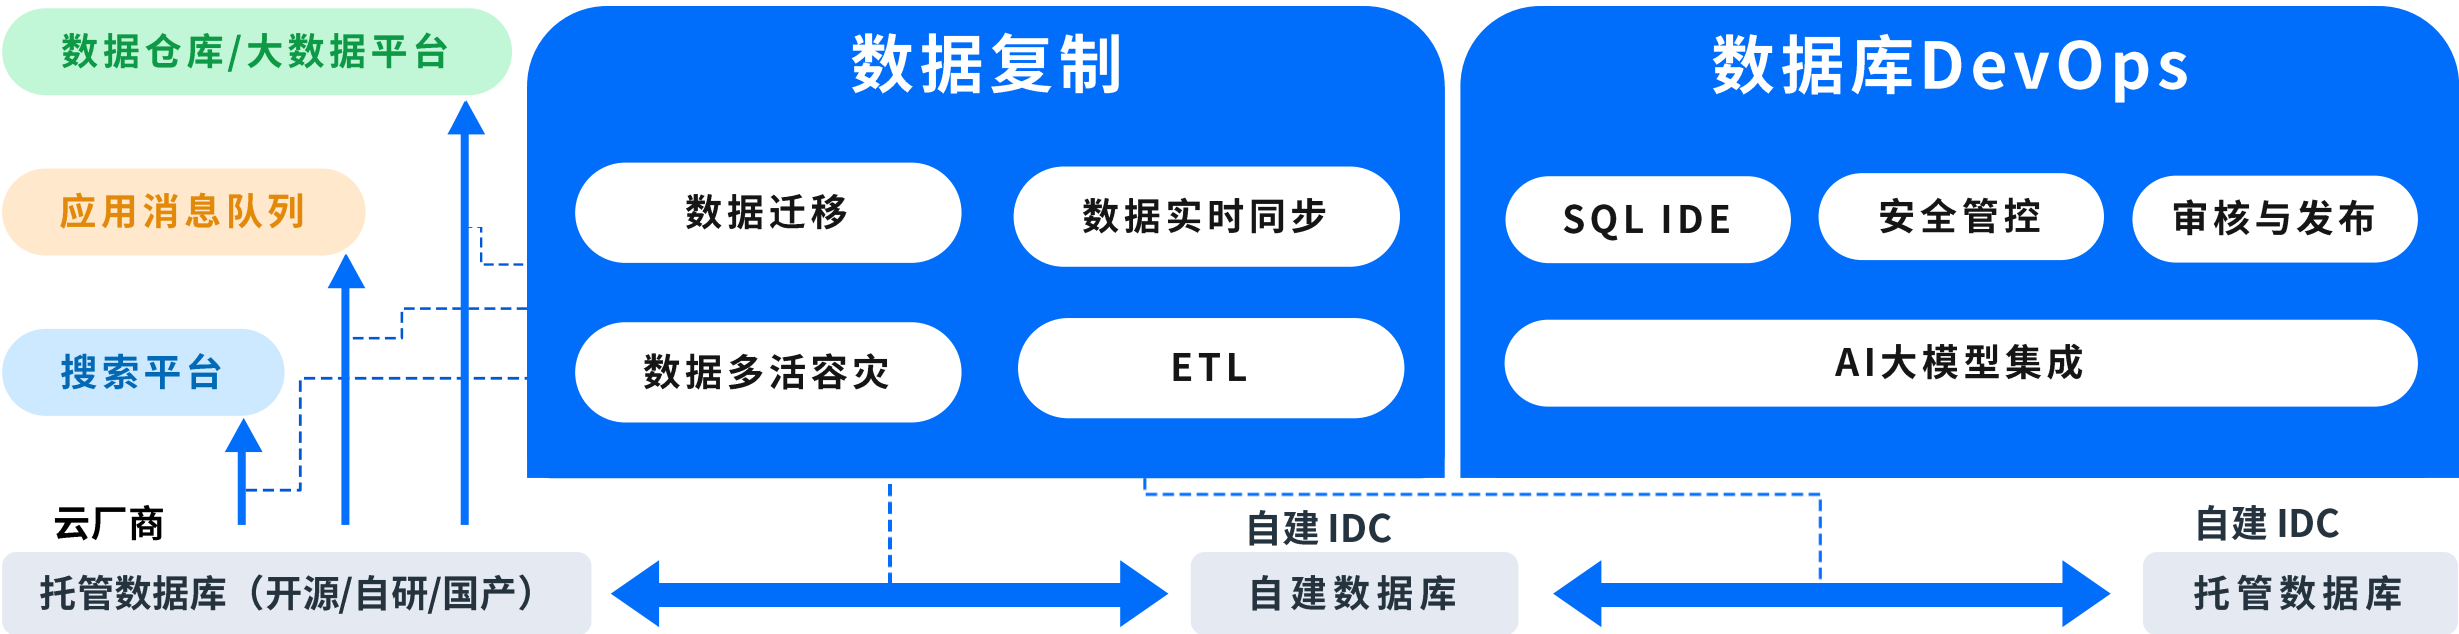 数据仓库/大数据平台
应用消息队列
搜索平台
数据复制
数据迁移
数据实时同步
数据多活容灾
ETL
数据库DevOps
SQL IDE
安全管控
审核与发布
AI大模型集成
云厂商
托管数据库（开源/自研/国产）
自建 IDC
自建数据库
自建 IDC
托管数据库